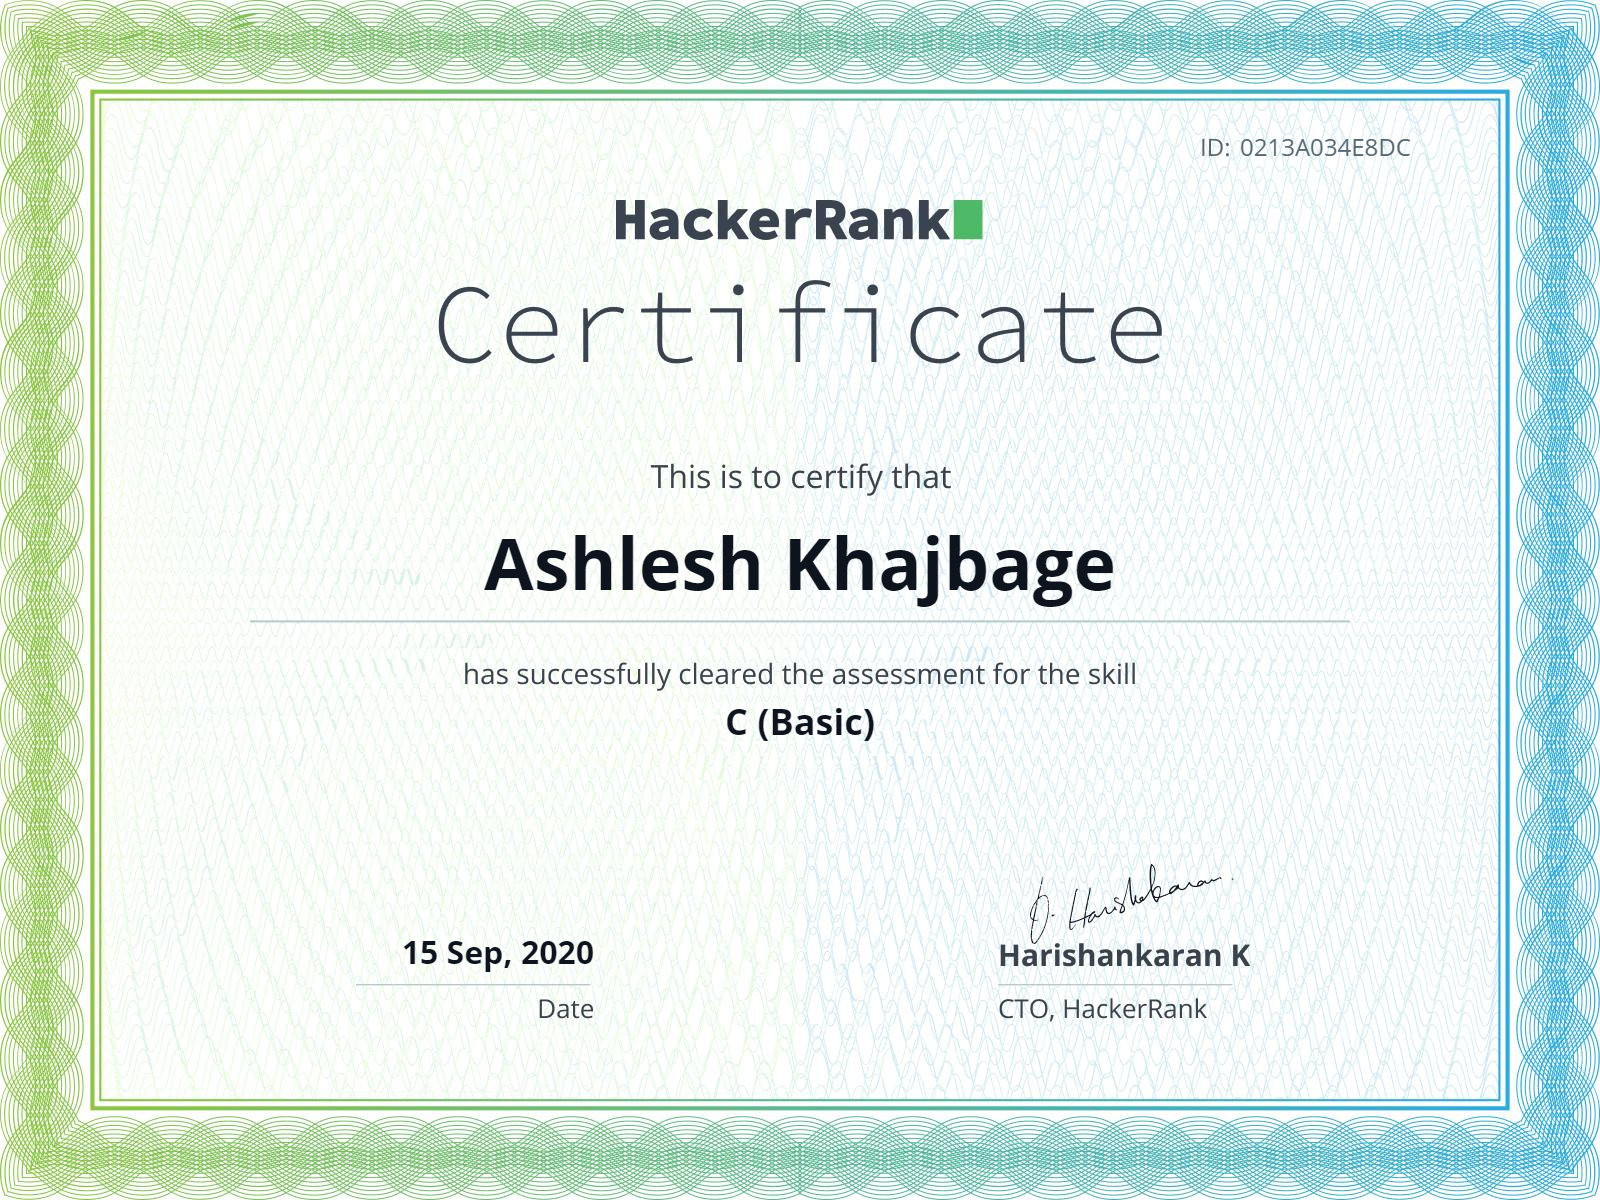 ID: 0213A034E8DC
HackerRank
Certificate
This is to certify that
Ashlesh Khajbage
has successfully cleared the assessment for the skill
C (Basic)
15 Sep, 2020
Date
Harishankaran K
CTO, HackerRank